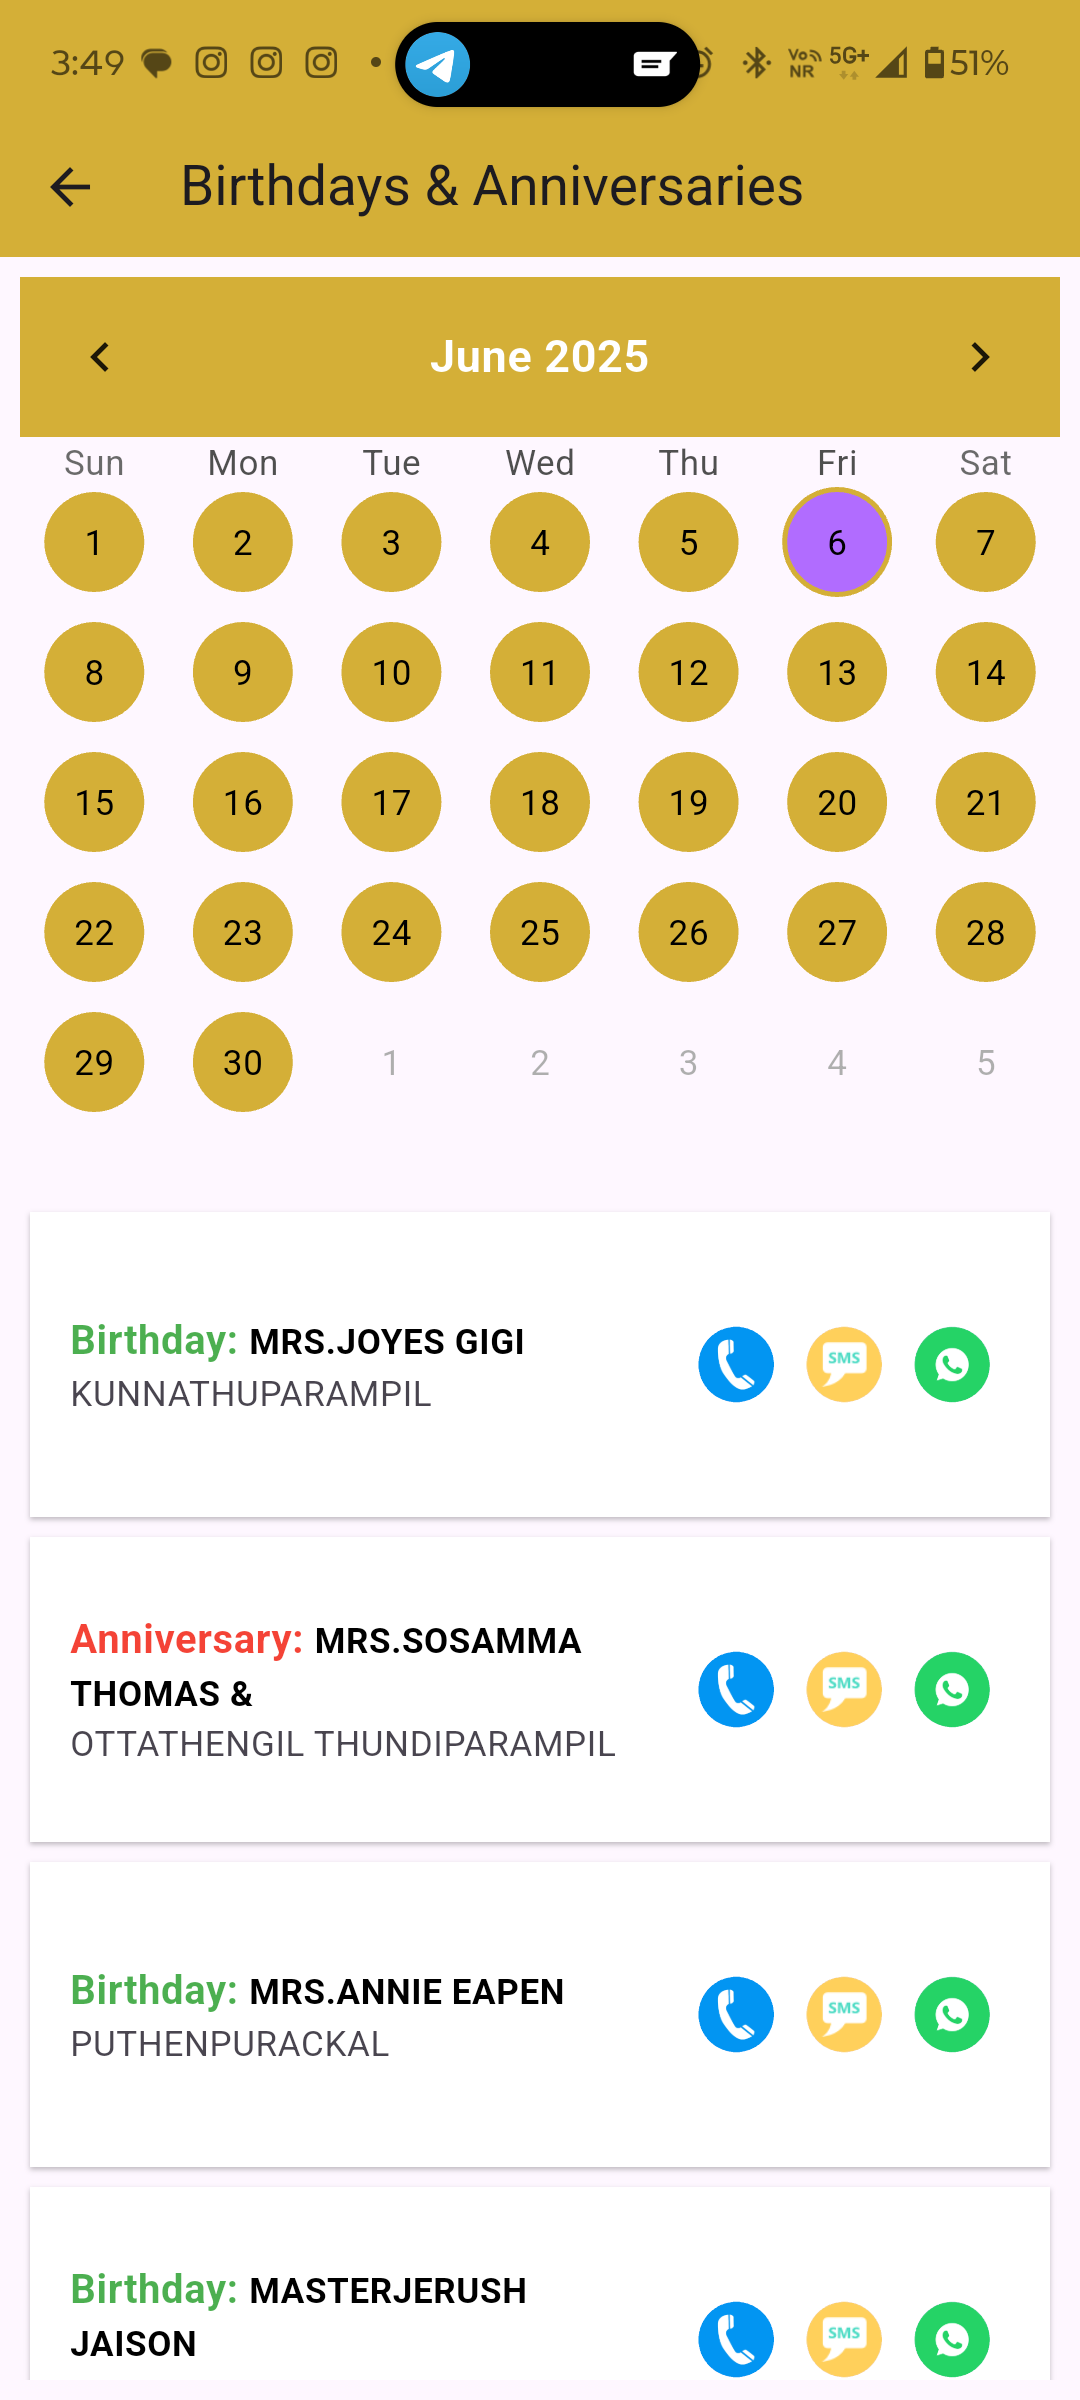 3:49 VoNR 5G+ 51%
Birthdays & Anniversaries
June 2025
Sun Mon Tue Wed Thu Fri Sat
1 2 3 4 5 6 7
8 9 10 11 12 13 14
15 16 17 18 19 20 21
22 23 24 25 26 27 28
29 30 1 2 3 4 5
Birthday: MRS.JOYES GIGI
KUNNATHUPARAMPIL
SMS
Anniversary: MRS.SOSAMMA
THOMAS &
OTTATHENGIL THUNDIPARAMPIL
SMS
Birthday: MRS.ANNIE EAPEN
PUTHENPURACKAL
SMS
Birthday: MASTERJERUSH
JAISON
SMS